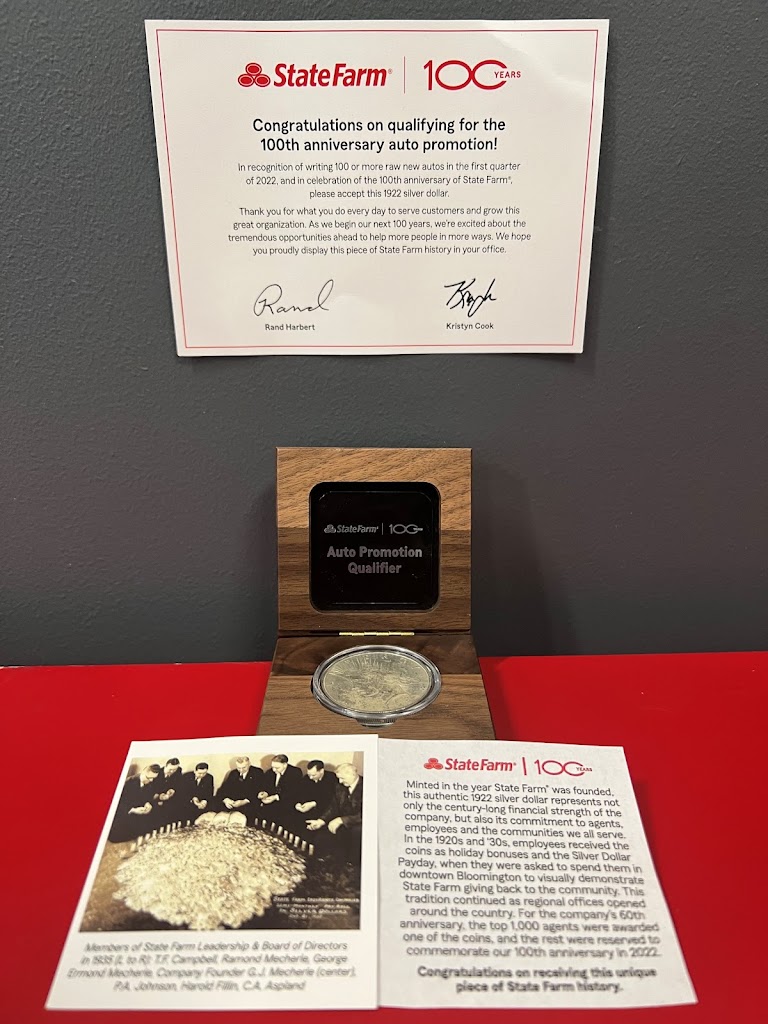 StateFarm® | 100 YEARS
Congratulations on qualifying for the
100th anniversary auto promotion!
In recognition of writing 100 or more raw new autos in the first quarter
of 2022, and in celebration of the 100th anniversary of State Farm®,
please accept this 1922 silver dollar.
Thank you for what you do every day to serve customers and grow this
great organization. As we begin our next 100 years, we're excited about the
tremendous opportunities ahead to help more people in more ways. We hope
you proudly display this piece of State Farm history in your office.
Rand
Rand Harbert
Kristyn Cook
StateFarm® | 100
Auto Promotion
Qualifier
Members of State Farm Leadership & Board of Directors
in 1935 (L to R): T.F. Campbell, Ramond Mecherle, George
Ermond Mecherle, Company Founder G.J. Mecherle (center),
P.A. Johnson, Harold Fillin, C.A. Aspland
StateFarm® | 100 YEARS
Minted in the year State Farm® was founded,
this authentic 1922 silver dollar represents not
only the century-long financial strength of the
company, but also its commitment to agents,
employees and the communities we all serve.
In the 1920s and '30s, employees received the
coins as holiday bonuses and the Silver Dollar
Payday, when they were asked to spend them in
downtown Bloomington to visually demonstrate
State Farm giving back to the community. This
tradition continued as regional offices opened
around the country. For the company's 60th
anniversary, the top 1,000 agents were awarded
one of the coins, and the rest were reserved to
commemorate our 100th anniversary in 2022.
Congratulations on receiving this unique
piece of State Farm history.